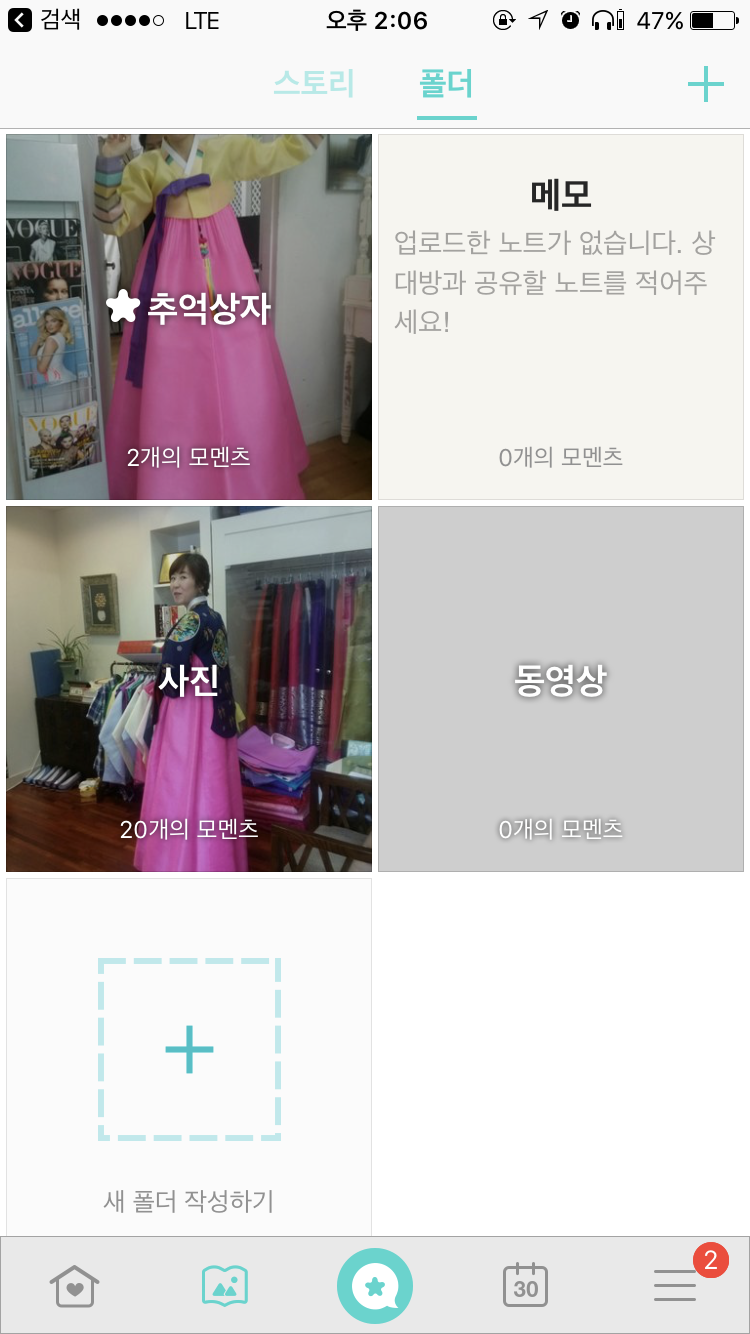 검색 LTE 오후 2:06 47%
스토리 폴더
VOGUE
VOGUE
allure
VOGUE
추억상자
2개의 모멘츠
메모
업로드한 노트가 없습니다. 상
대방과 공유할 노트를 적어주
세요!
0개의 모멘츠
사진
20개의 모멘츠
동영상
0개의 모멘츠
새 폴더 작성하기
30
2